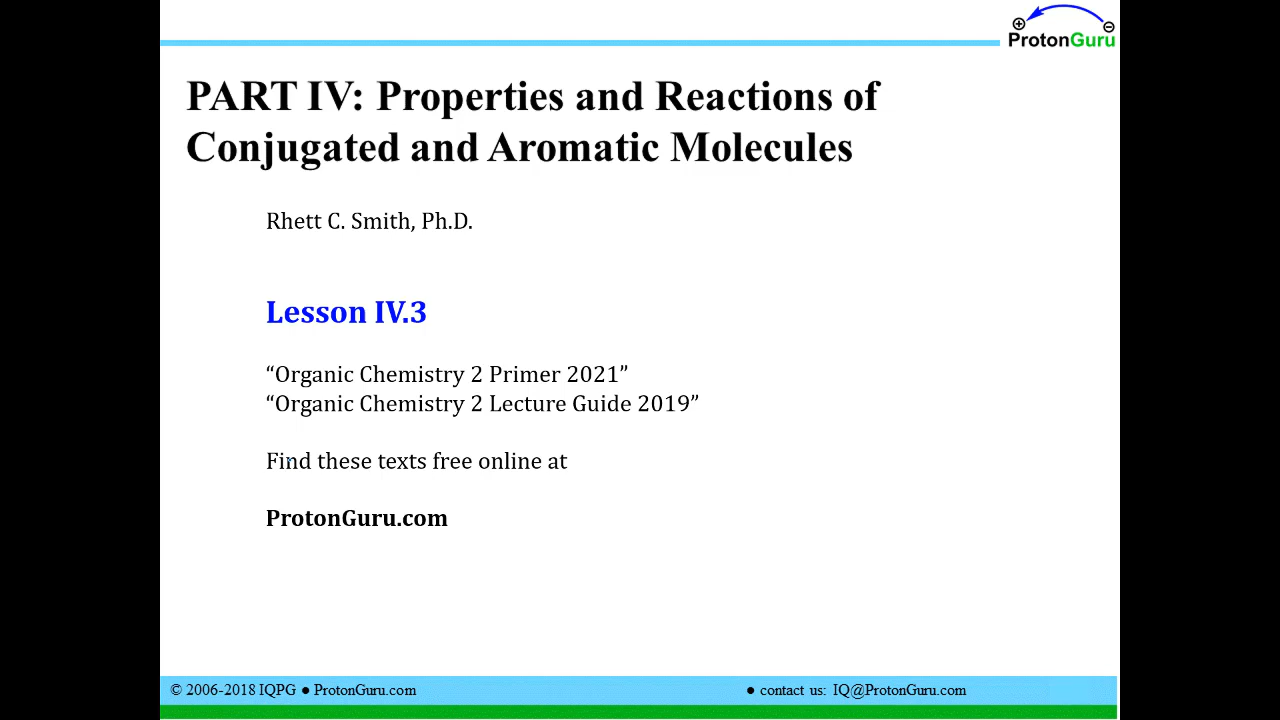 ⊕ ⊖
ProtonGuru
PART IV: Properties and Reactions of
Conjugated and Aromatic Molecules
Rhett C. Smith, Ph.D.
Lesson IV.3
“Organic Chemistry 2 Primer 2021”
“Organic Chemistry 2 Lecture Guide 2019”
Find these texts free online at
ProtonGuru.com
© 2006-2018 IQPG ● ProtonGuru.com ● contact us: IQ@ProtonGuru.com